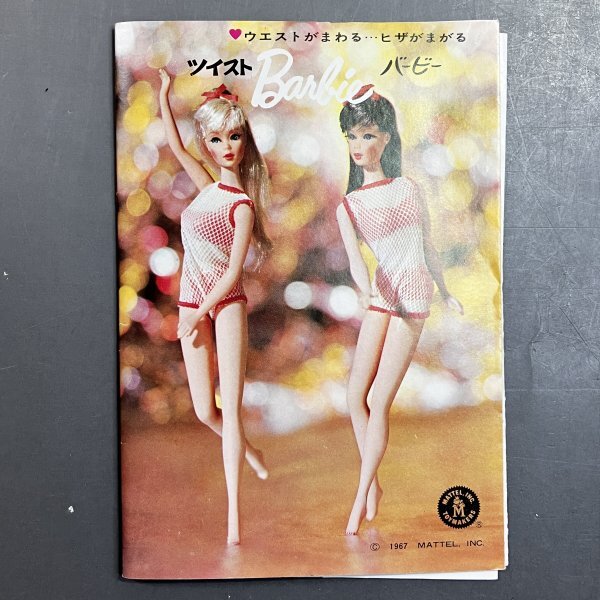 ♥ウエストがまわる…ヒザがまがる
ツイスト Barbie バービー
MATTEL, INC.
M
TOYMAKERS
®
© 1967 MATTEL, INC.